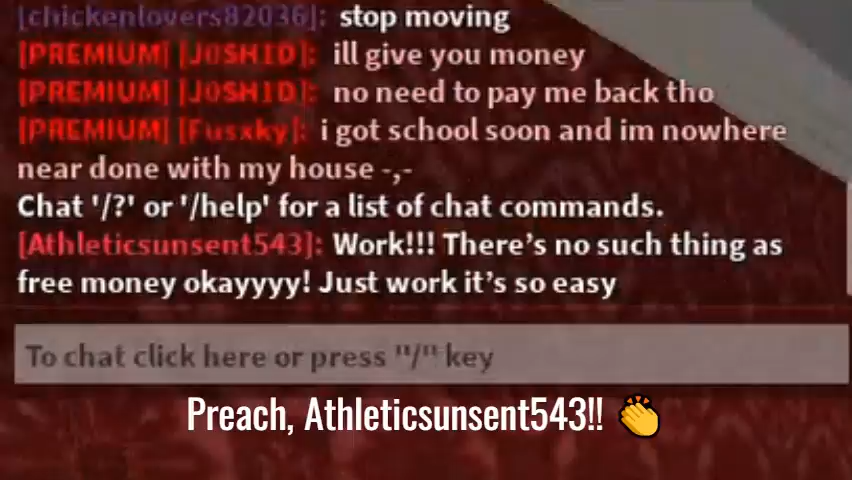 [chickenlovers82036]: stop moving
[PREMIUM] [J0SH1D]: ill give you money
[PREMIUM] [J0SH1D]: no need to pay me back tho
[PREMIUM] [Fusxky]: i got school soon and im nowhere
near done with my house -,-
Chat '/?' or '/help' for a list of chat commands.
[Athleticsunsent543]: Work!!! There’s no such thing as
free money okayyyy! Just work it’s so easy
To chat click here or press "/" key
Preach, Athleticsunsent543!! 👏